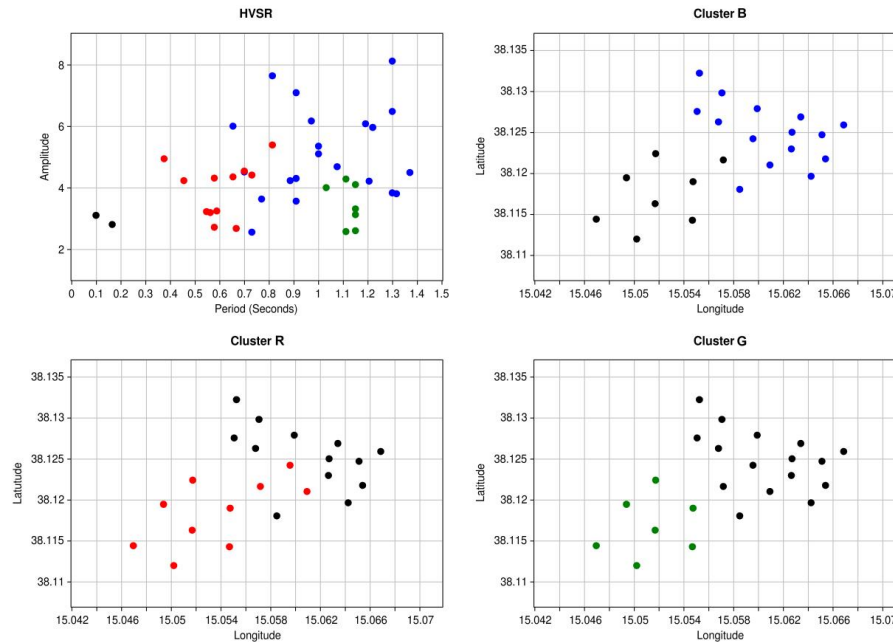 HVSR
8
6
4
2
Amplitude
0 0.1 0.2 0.3 0.4 0.5 0.6 0.7 0.8 0.9 1 1.1 1.2 1.3 1.4 1.5
Period (Seconds)
Cluster B
38.135
38.13
38.125
38.12
38.115
38.11
Latitude
15.042 15.046 15.05 15.054 15.058 15.062 15.066 15.07
Longitude
Cluster R
38.135
38.13
38.125
38.12
38.115
38.11
Latutude
15.042 15.046 15.05 15.054 15.058 15.062 15.066 15.07
Longitude
Cluster G
38.135
38.13
38.125
38.12
38.115
38.11
Latitude
15.042 15.046 15.05 15.054 15.058 15.062 15.066 15.07
Longitude